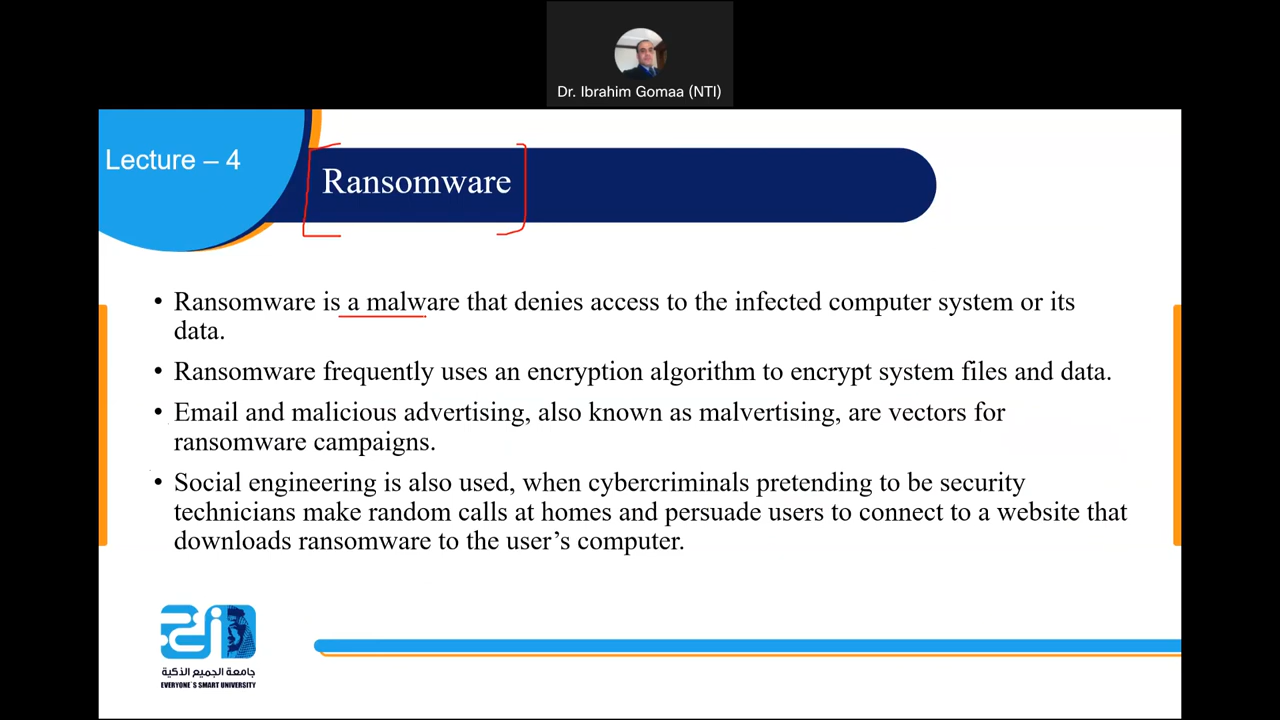 Dr. Ibrahim Gomaa (NTI)
Lecture – 4
Ransomware
• Ransomware is a malware that denies access to the infected computer system or its
data.
• Ransomware frequently uses an encryption algorithm to encrypt system files and data.
• Email and malicious advertising, also known as malvertising, are vectors for
ransomware campaigns.
• Social engineering is also used, when cybercriminals pretending to be security
technicians make random calls at homes and persuade users to connect to a website that
downloads ransomware to the user’s computer.
جامعة الجميع الذكية
EVERYONE`S SMART UNIVERSITY